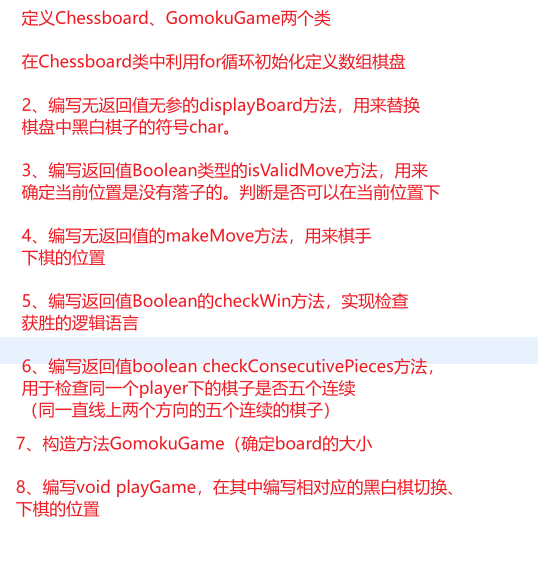 定义Chessboard、GomokuGame两个类
在Chessboard类中利用for循环初始化定义数组棋盘
2、编写无返回值无参的displayBoard方法，用来替换
棋盘中黑白棋子的符号char。
3、编写返回值Boolean类型的isValidMove方法，用来
确定当前位置是没有落子的。判断是否可以在当前位置下
4、编写无返回值的makeMove方法，用来棋手
下棋的位置
5、编写返回值Boolean的checkWin方法，实现检查
获胜的逻辑语言
6、编写返回值boolean checkConsecutivePieces方法，
用于检查同一个player下的棋子是否五个连续
（同一直线上两个方向的五个连续的棋子）
7、构造方法GomokuGame（确定board的大小
8、编写void playGame，在其中编写相对应的黑白棋切换、
下棋的位置